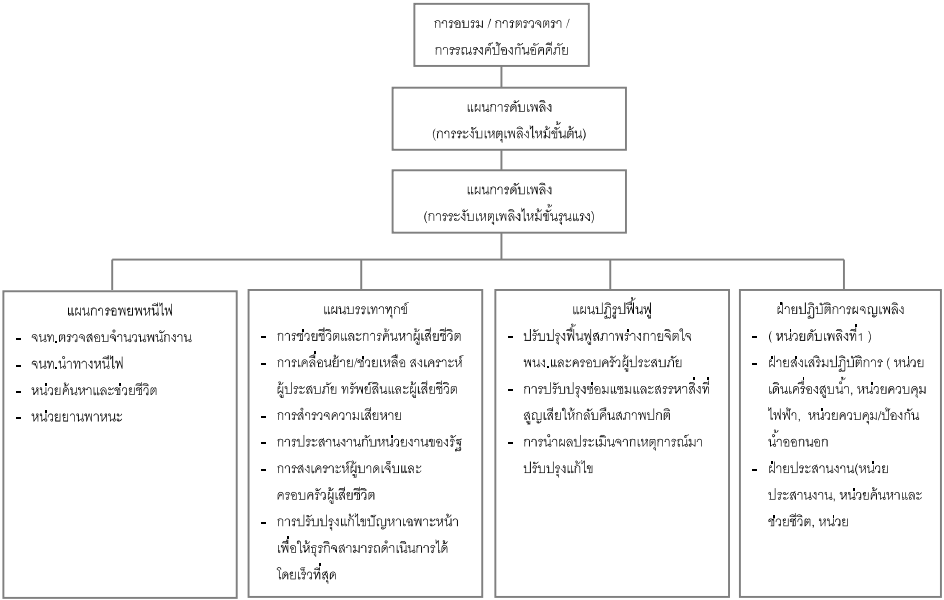 การอบรม / การตรวจตรา /
การรณรงค์ป้องกันอัคคีภัย
แผนการดับเพลิง
(การระงับเหตุเพลิงไหม้ขั้นต้น)
แผนการดับเพลิง
(การระงับเหตุเพลิงไหม้ขั้นรุนแรง)
แผนการอพยพหนีไฟ
- จนท.ตรวจสอบจำนวนพนักงาน
- จนท.นำทางหนีไฟ
- หน่วยค้นหาและช่วยชีวิต
- หน่วยยานพาหนะ
แผนบรรเทาทุกข์
- การช่วยชีวิตและการค้นหาผู้เสียชีวิต
- การเคลื่อนย้าย/ช่วยเหลือ สงเคราะห์
ผู้ประสบภัย ทรัพย์สินและผู้เสียชีวิต
- การสำรวจความเสียหาย
- การประสานงานกับหน่วยงานของรัฐ
- การสงเคราะห์ผู้บาดเจ็บและ
ครอบครัวผู้เสียชีวิต
- การปรับปรุงแก้ไขปัญหาเฉพาะหน้า
เพื่อให้ธุรกิจสามารถดำเนินการได้
โดยเร็วที่สุด
แผนปฏิรูปฟื้นฟู
- ปรับปรุงฟื้นฟูสภาพร่างกายจิตใจ
พนง.และครอบครัวผู้ประสบภัย
- การปรับปรุงซ่อมแซมและสรรหาสิ่งที่
สูญเสียให้กลับคืนสภาพปกติ
- การนำผลประเมินจากเหตุการณ์มา
ปรับปรุงแก้ไข
ฝ่ายปฏิบัติการผจญเพลิง
- ( หน่วยดับเพลิงที่1 )
- ฝ่ายส่งเสริมปฏิบัติการ ( หน่วย
เดินเครื่องสูบน้ำ, หน่วยควบคุม
ไฟฟ้า, หน่วยควบคุม/ป้องกัน
น้ำออกนอก
- ฝ่ายประสานงาน(หน่วย
ประสานงาน, หน่วยค้นหาและ
ช่วยชีวิต, หน่วย